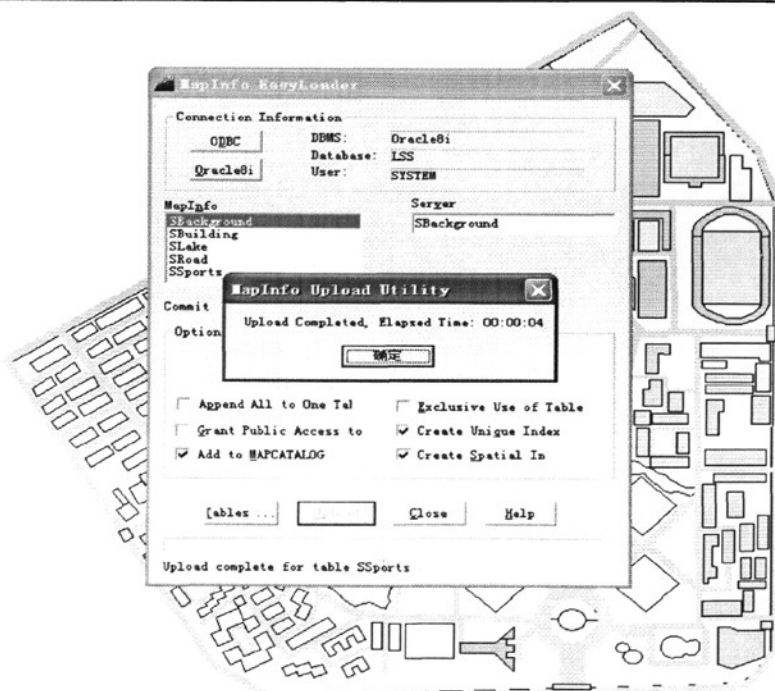 MapInfo EasyLoader
Connection Information
ODBC
DBMS: Oracle8i
Database: LSS
Oracle8i
User: SYSTEM
MapInfo
Server
SBackground
SBackground
SBuilding
SLake
SRoad
SSports
MapInfo Upload Utility
Commit
Upload Completed, Elapsed Time: 00:00:04
Option
确定
Append All to One Tal
Exclusive Use of Table
Grant Public Access to
Create Unique Index
Add to MAPCATALOG
Create Spatial In
Tables ...
Upload
Close
Help
Upload complete for table SSports